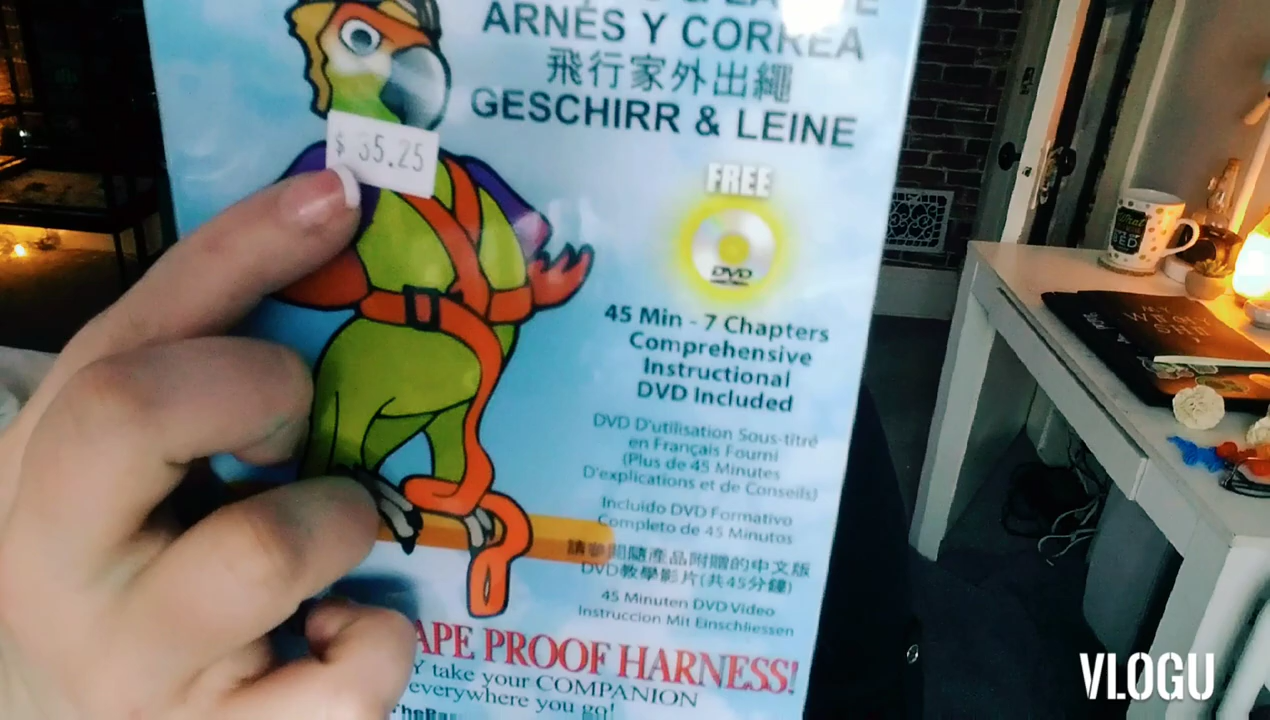 ARNÉS Y CORREA
飛行家外出繩
GESCHIRR & LEINE
$ 35.25
FREE
DVD
45 Min - 7 Chapters
Comprehensive
Instructional
DVD Included
DVD D'utilisation Sous-titré
en Français Fourni
(Plus de 45 Minutes
D'explications et de Conseils)
Incluido DVD Formativo
Completo de 45 Minutos
請參閱隨產品附贈的中文版
DVD教學影片(共45分鐘)
45 Minuten DVD Video
Instruccion Mit Einschliessen
APE PROOF HARNESS!
Y take your COMPANION
everywhere you go!
BED
VLOGU